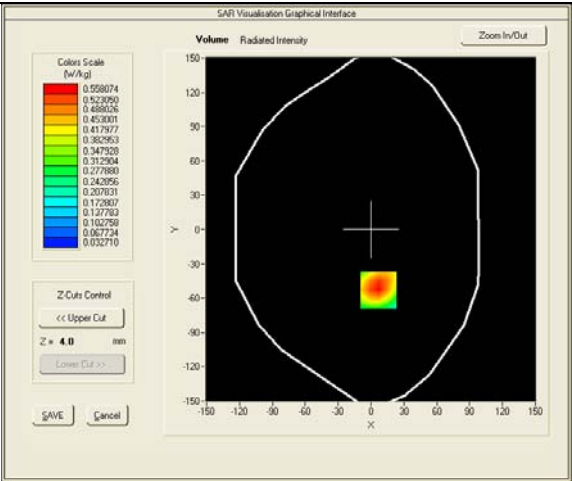 SAR Visualisation Graphical Interface
Volume Radiated Intensity
Zoom In/Out
Colors Scale
(W/kg)
0.558074
0.523050
0.488026
0.453001
0.417977
0.382953
0.347928
0.312904
0.277880
0.242856
0.207831
0.172807
0.137783
0.102758
0.067734
0.032710
Z-Cuts Control
<< Upper Cut
Z = 4.0 mm
Lower Cut >>
SAVE Cancel
150
120
90
60
30
Y 0
-30
-60
-90
-120
-150
-150 -120 -90 -60 -30 0 30 60 90 120 150
X